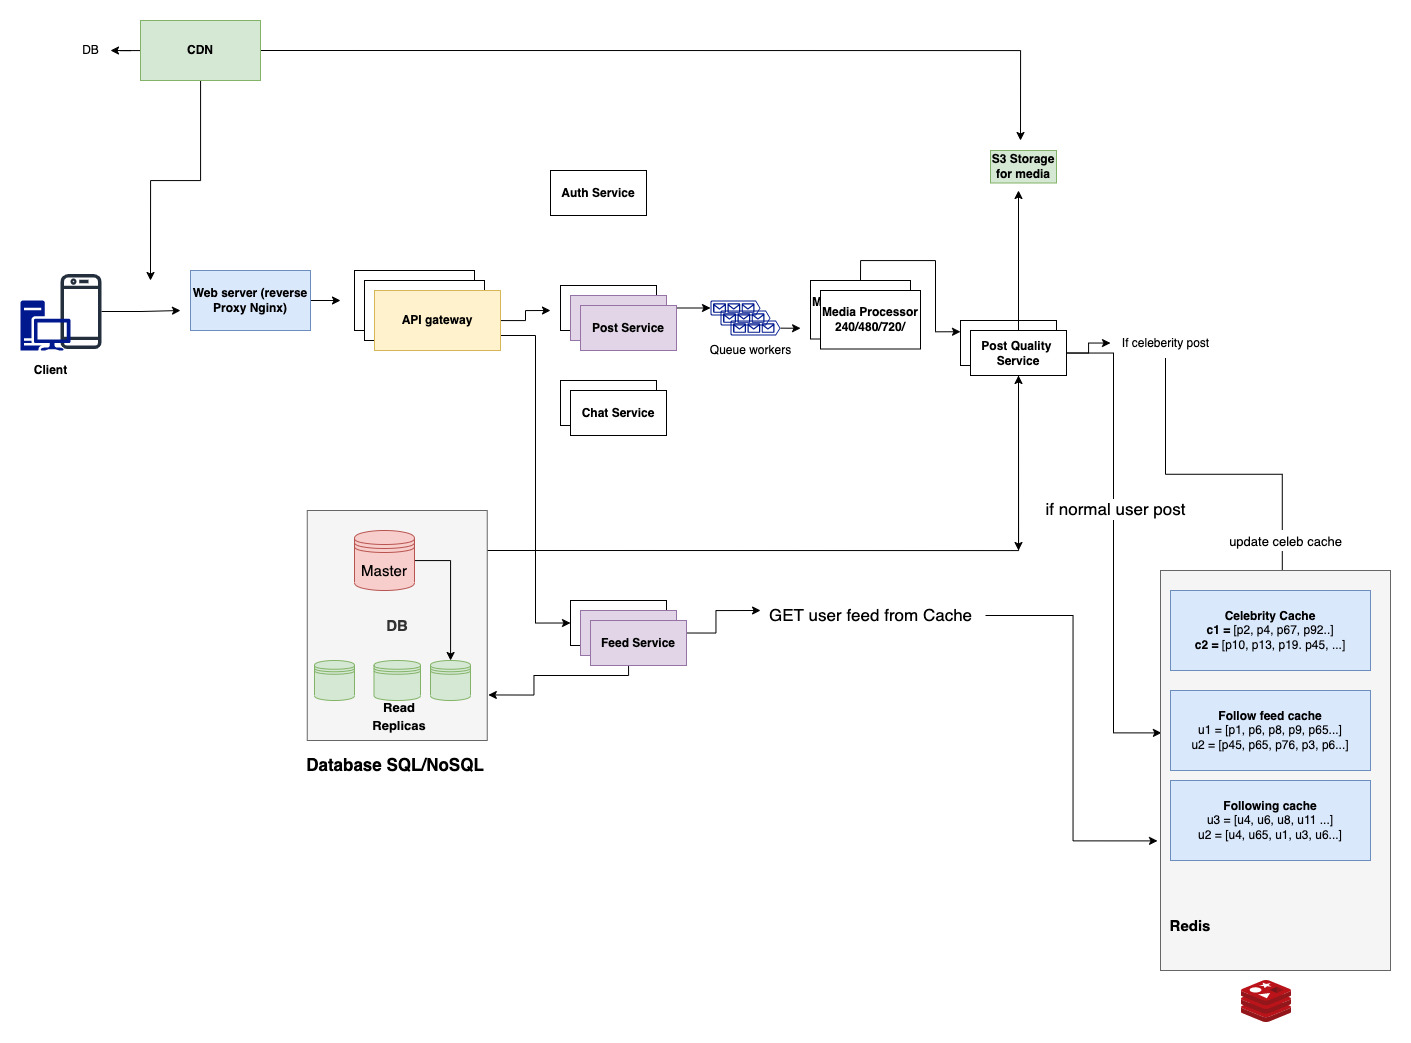 DB
CDN
S3 Storage
for media
Auth Service
Web server (reverse
Proxy Nginx)
API gateway
Post Service
Queue workers
M
Media Processor
240/480/720/
Post Quality
Service
If celeberity post
Client
Chat Service
if normal user post
update celeb cache
Master
DB
Read
Replicas
Database SQL/NoSQL
Feed Service
GET user feed from Cache
Celebrity Cache
c1 = [p2, p4, p67, p92..]
c2 = [p10, p13, p19. p45, ...]
Follow feed cache
u1 = [p1, p6, p8, p9, p65...]
u2 = [p45, p65, p76, p3, p6...]
Following cache
u3 = [u4, u6, u8, u11 ...]
u2 = [u4, u65, u1, u3, u6...]
Redis